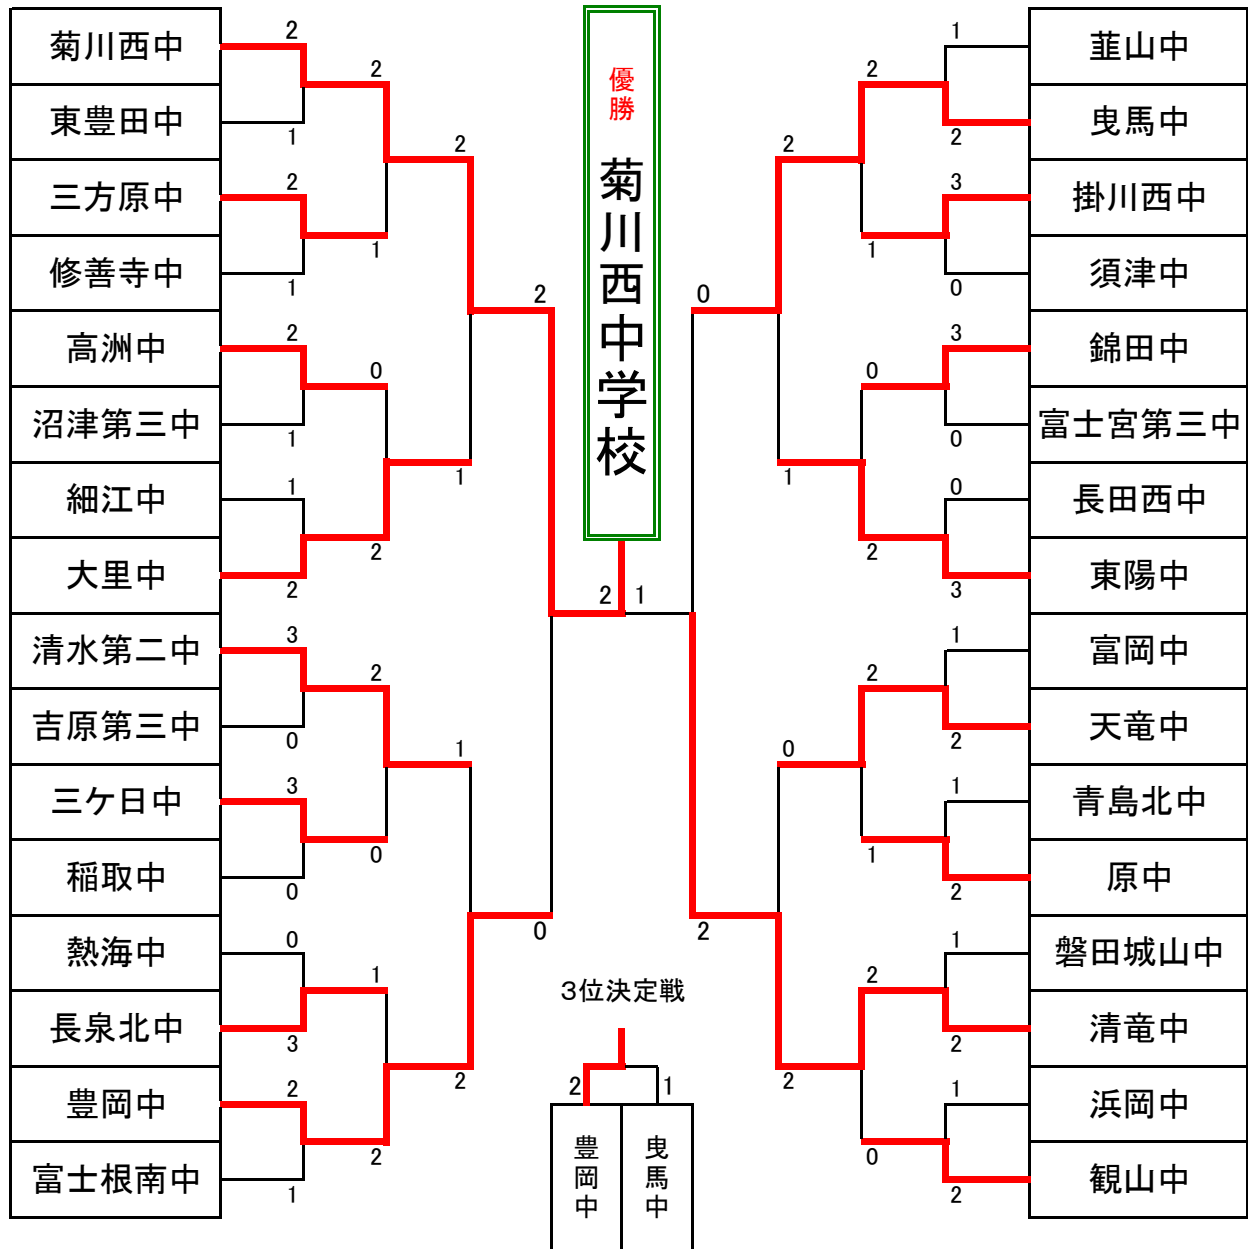 菊川西中
東豊田中
三方原中
修善寺中
高洲中
沼津第三中
細江中
大里中
清水第二中
吉原第三中
三ケ日中
稲取中
熱海中
長泉北中
豊岡中
富士根南中
2
1
2
1
2
1
1
2
3
0
3
0
0
3
2
1
2
1
0
2
2
0
1
2
2
1
1
2
2
0
優勝
菊川西中学校
2 1
3位決定戦
2 1
豊岡中
曳馬中
0
2
2
1
0
2
2
1
0
2
2
1
2
0
1
2
3
0
3
0
0
3
1
2
1
2
1
2
1
2
韮山中
曳馬中
掛川西中
須津中
錦田中
富士宮第三中
長田西中
東陽中
富岡中
天竜中
青島北中
原中
磐田城山中
清竜中
浜岡中
観山中